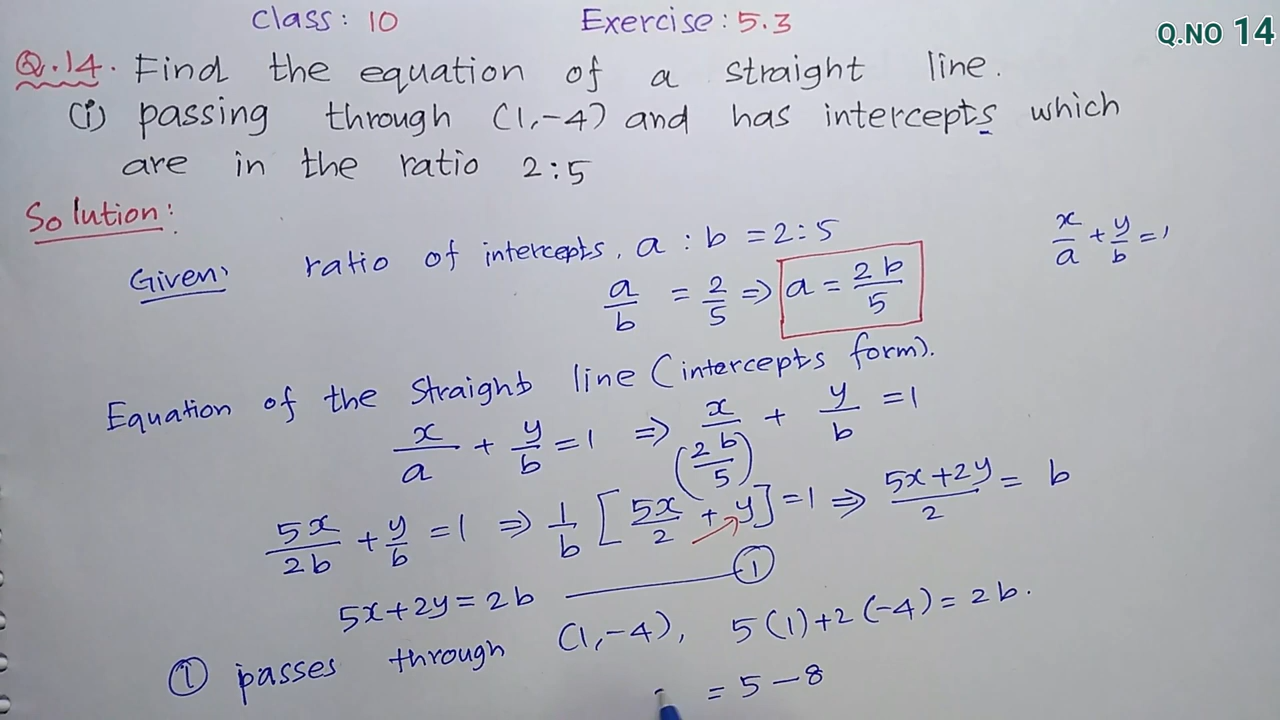 Class: 10 Exercise: 5.3
Q.NO 14
Q.14. Find the equation of a straight line.
(i) passing through (1,-4) and has intercepts which
are in the ratio 2:5
Solution:
Given: ratio of intercepts, a : b = 2:5
x/a + y/b = 1
a/b = 2/5 ⇒ a = 2b/5
Equation of the Straight line (intercepts form).
x/a + y/b = 1 ⇒ x/(2b/5) + y/b = 1
5x/2b + y/b = 1 ⇒ 1/b [5x/2 + y] = 1 ⇒ (5x+2y)/2 = b
5x+2y = 2b ① 
① passes through (1,-4), 5(1)+2(-4) = 2b.
= 5-8